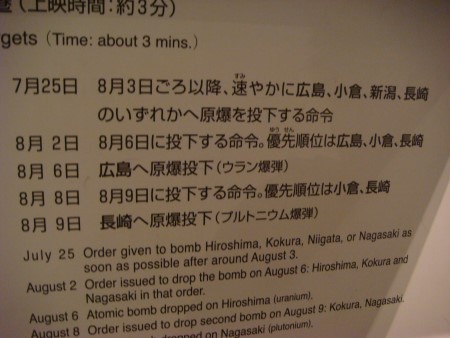 (上映時間:約3分)
gets (Time: about 3 mins.)
7月25日 8月3日ごろ以降、速やかに広島、小倉、新潟、長崎
のいずれかへ原爆を投下する命令
8月 2日 8月6日に投下する命令。優先順位は広島、小倉、長崎
8月 6日 広島へ原爆投下(ウラン爆弾)
8月 8日 8月9日に投下する命令。優先順位は小倉、長崎
8月 9日 長崎へ原爆投下(プルトニウム爆弾)
July 25 Order given to bomb Hiroshima, Kokura, Niigata, or Nagasaki as
soon as possible after around August 3.
August 2 Order issued to drop the bomb on August 6: Hiroshima, Kokura and
Nagasaki in that order.
August 6 Atomic bomb dropped on Hiroshima (uranium).
August 8 Order issued to drop second bomb on August 9: Kokura, Nagasaki.
dropped on Nagasaki (plutonium).